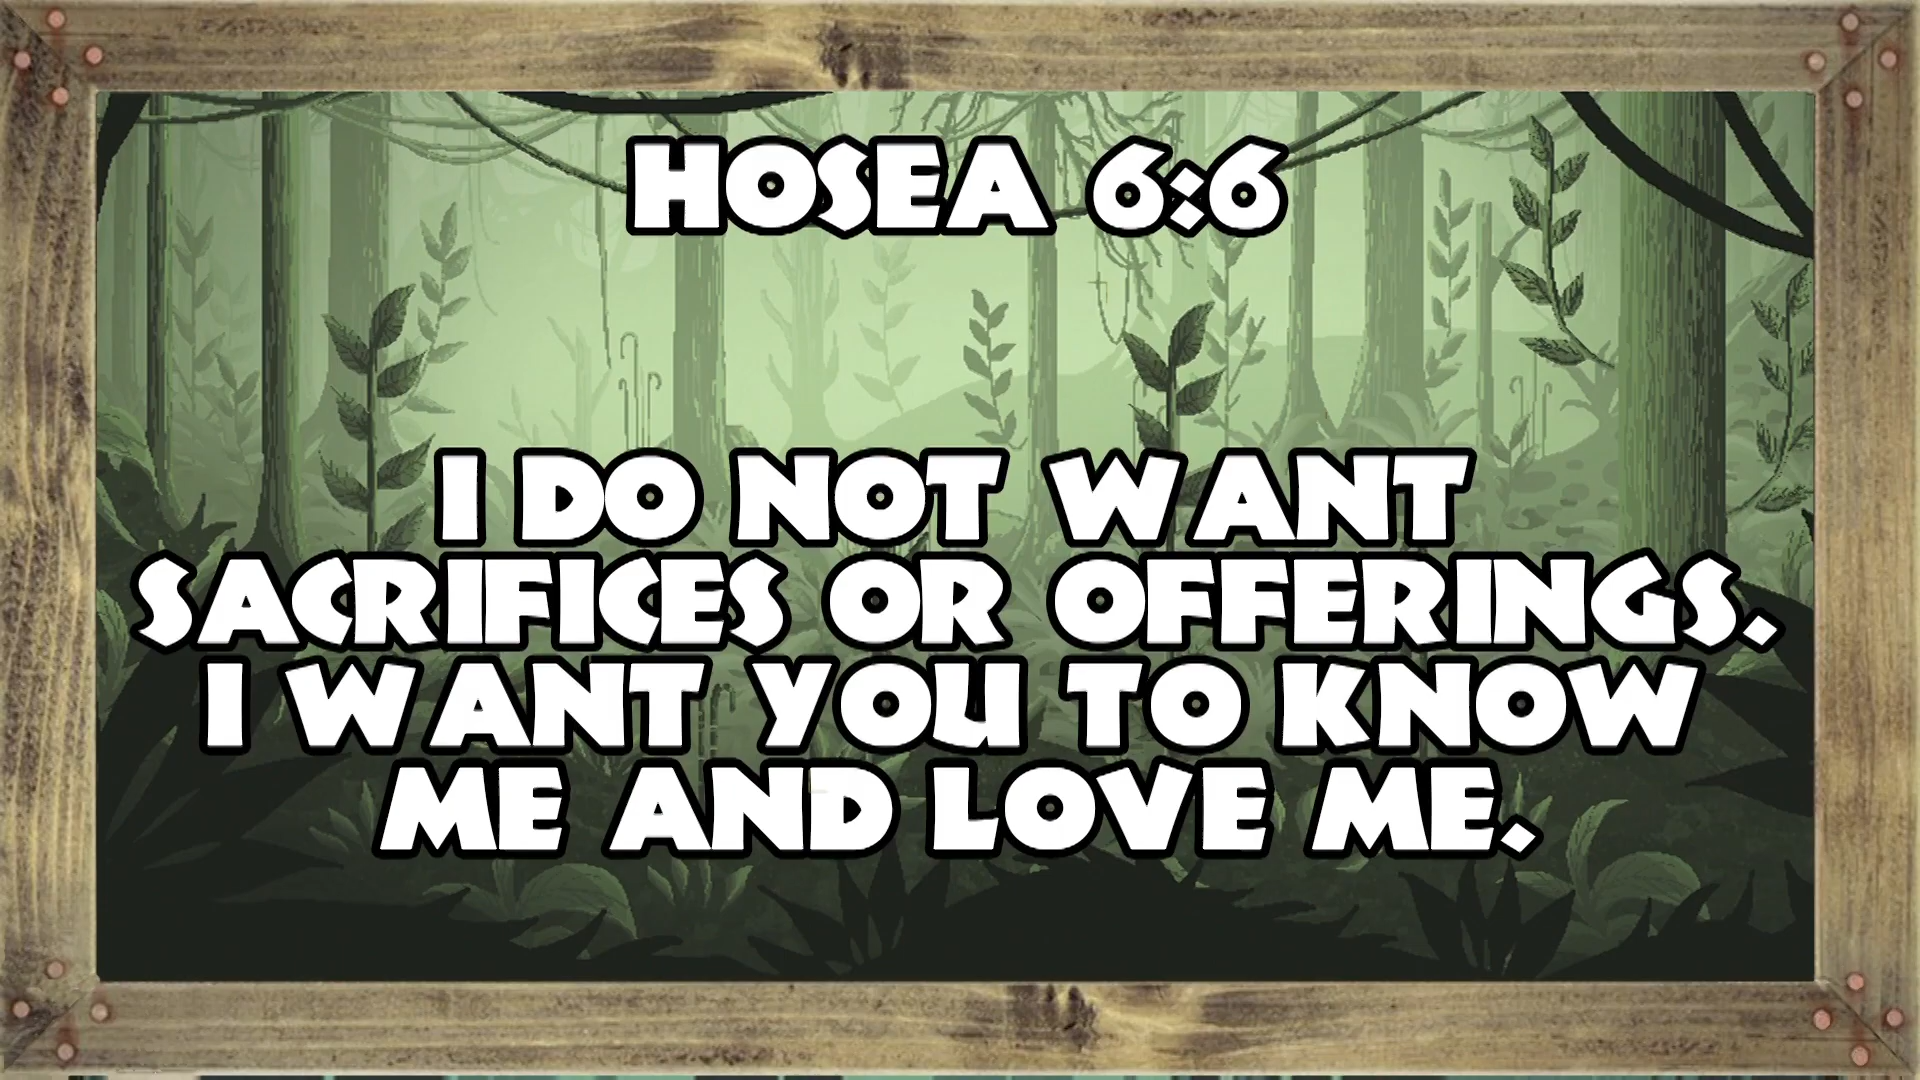 HOSEA 6:6
I DO NOT WANT
SACRIFICES OR OFFERINGS.
I WANT YOU TO KNOW
ME AND LOVE ME.